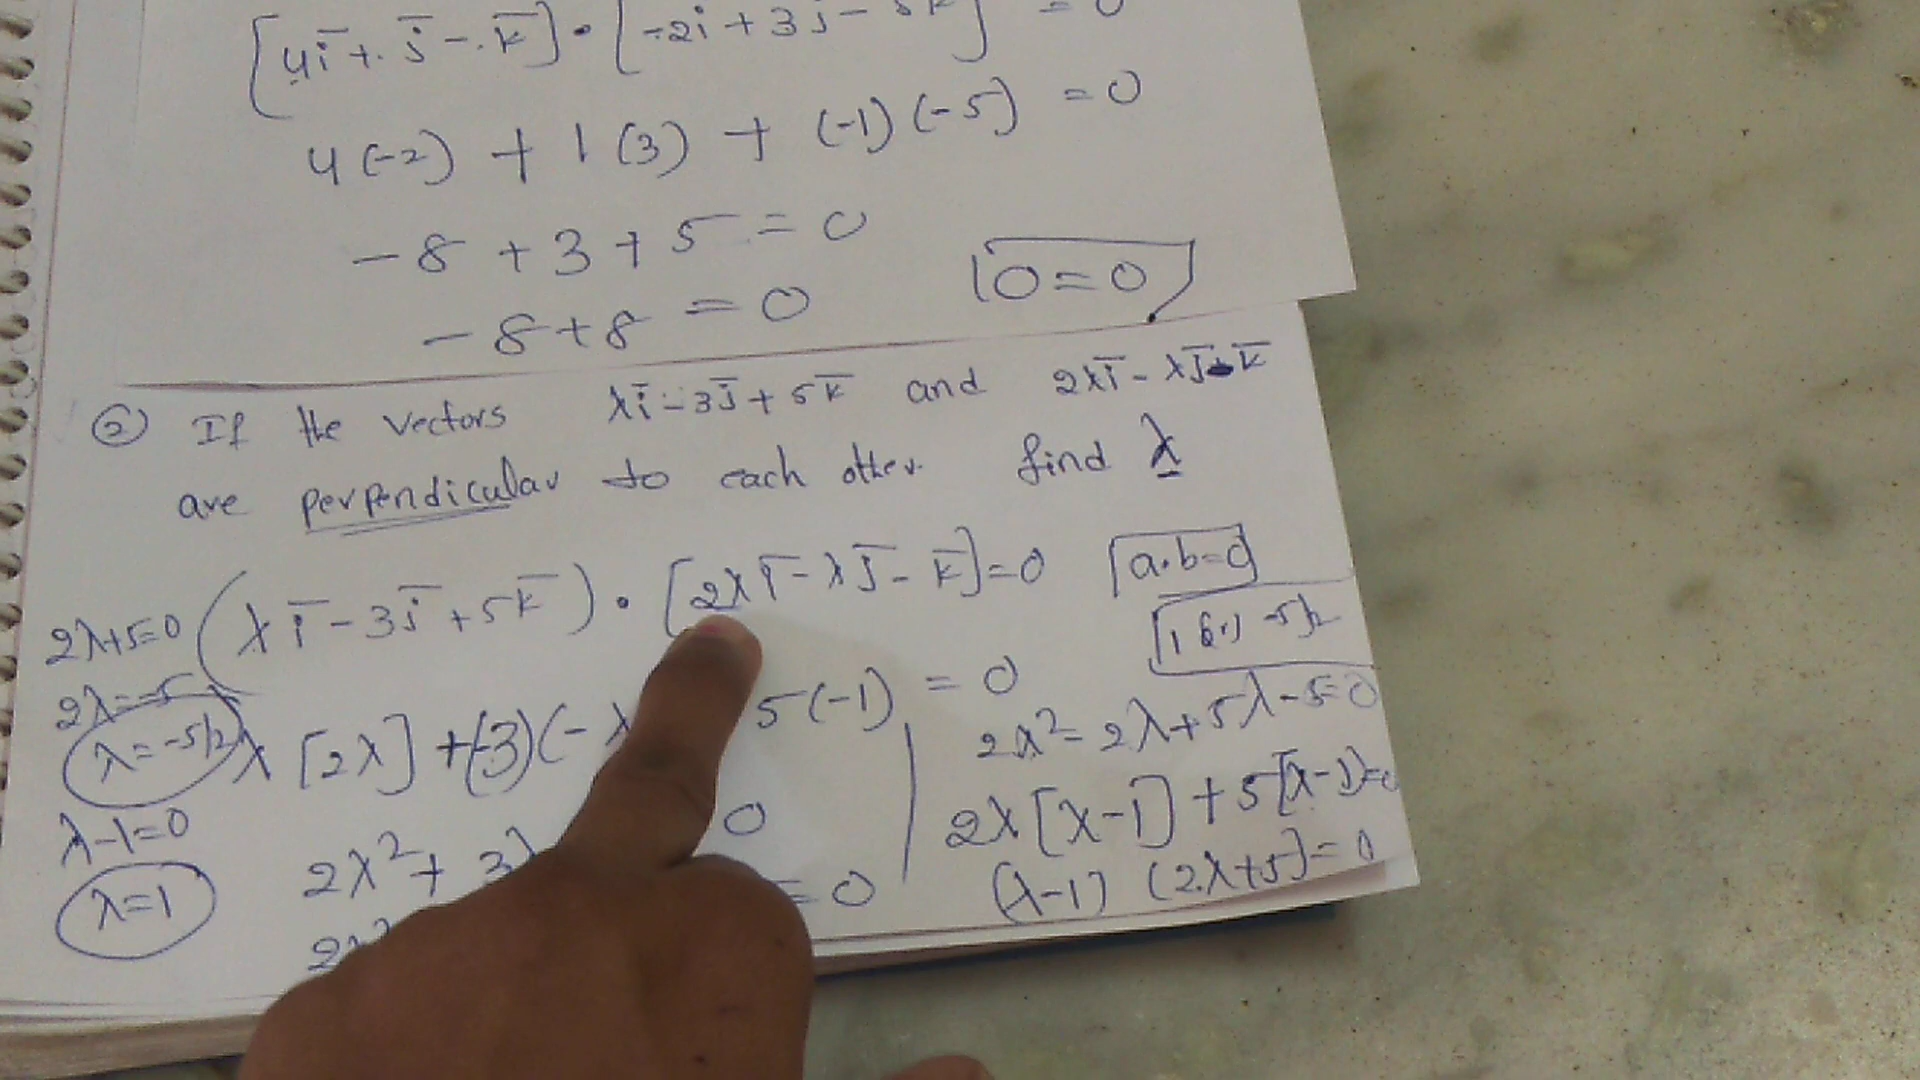 [4i̅ + j̅ - k̅] • [-2i + 3j - 5k] = 0
4(-2) + 1(3) + (-1)(-5) = 0
-8 + 3 + 5 = 0
-8 + 8 = 0
0=0
② If the vectors λi̅ - 3j̅ + 5k̅ and 2λi̅ - λj̅ - k̅
are perpendicular to each other find λ
(λi̅ - 3j̅ + 5k̅) • [2λi̅ - λj̅ - k̅] = 0
a.b=0
λ[2λ] + (-3)(-λ 5(-1) = 0
2λ² + 3λ 0
= 0
2λ² - 2λ + 5λ - 5 = 0
2λ[λ-1] + 5[λ-1] = 0
(λ-1) (2λ+5) = 0
2λ+5=0
2λ=-5
λ=-5/2
λ-1=0
λ=1